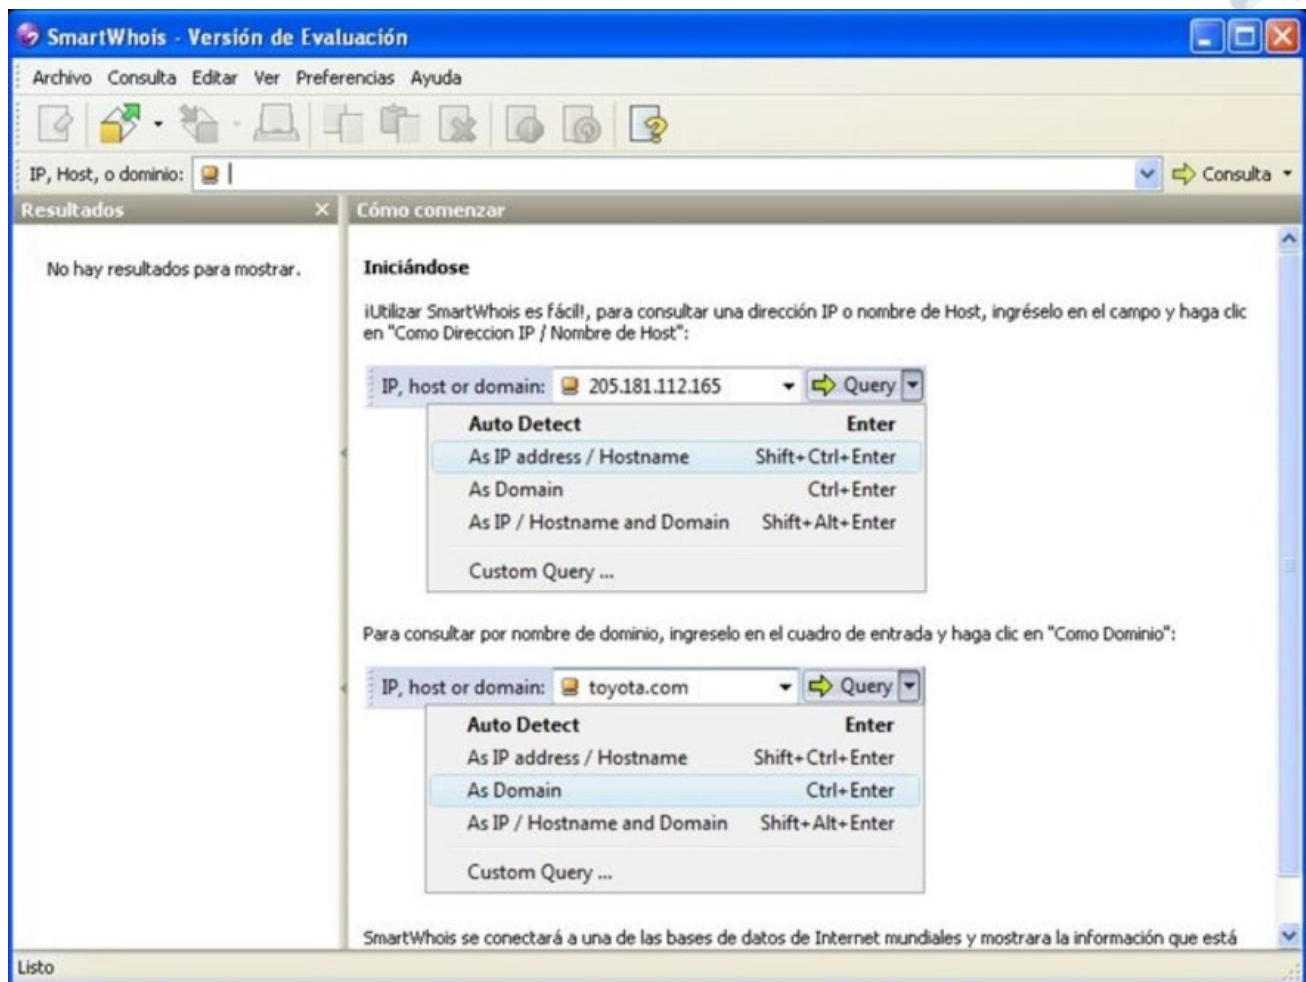 SmartWhois - Versión de Evaluación
Archivo Consulta Editar Ver Preferencias Ayuda
IP, Host, o dominio: Consulta
Resultados
No hay resultados para mostrar.
Cómo comenzar
Iniciándose
¡Utilizar SmartWhois es fácil!, para consultar una dirección IP o nombre de Host, ingréselo en el campo y haga clic
en "Como Direccion IP / Nombre de Host":
IP, host or domain: 205.181.112.165 Query
Auto Detect Enter
As IP address / Hostname Shift+Ctrl+Enter
As Domain Ctrl+Enter
As IP / Hostname and Domain Shift+Alt+Enter
Custom Query ...
Para consultar por nombre de dominio, ingreselo en el cuadro de entrada y haga clic en "Como Dominio":
IP, host or domain: toyota.com Query
Auto Detect Enter
As IP address / Hostname Shift+Ctrl+Enter
As Domain Ctrl+Enter
As IP / Hostname and Domain Shift+Alt+Enter
Custom Query ...
SmartWhois se conectará a una de las bases de datos de Internet mundiales y mostrara la información que está
Listo